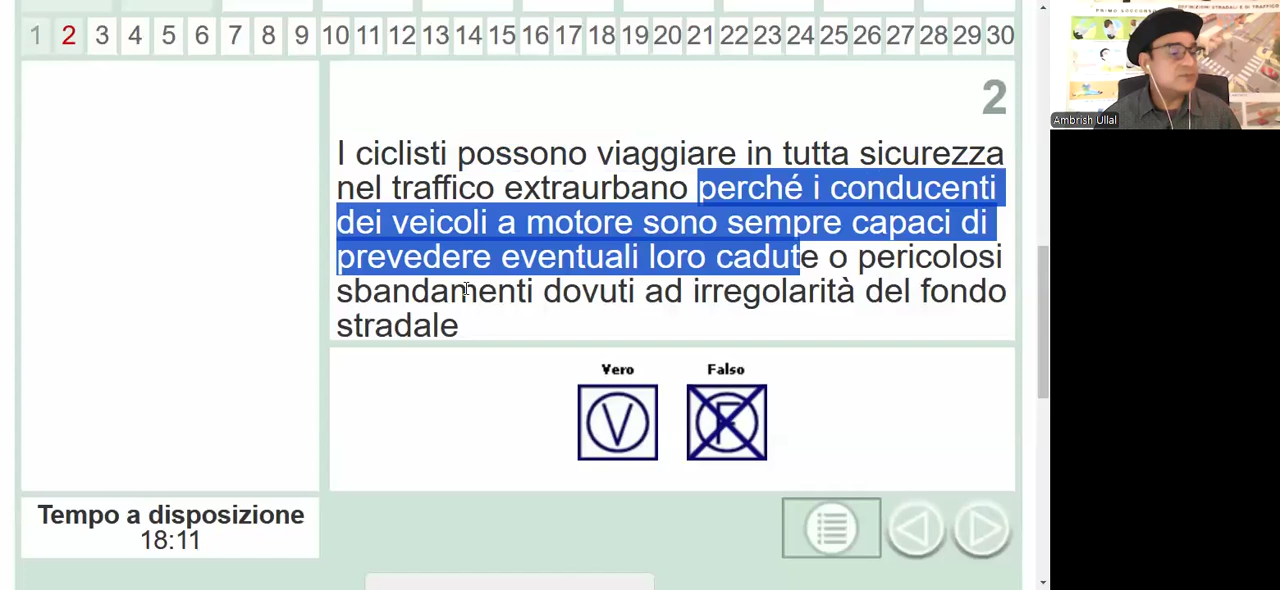 PRIMO SOCCORSO
1 2 3 4 5 6 7 8 9 10 11 12 13 14 15 16 17 18 19 20 21 22 23 24 25 26 27 28 29 30
2
I ciclisti possono viaggiare in tutta sicurezza
nel traffico extraurbano perché i conducenti
dei veicoli a motore sono sempre capaci di
prevedere eventuali loro cadute o pericolosi
sbandamenti dovuti ad irregolarità del fondo
stradale
Vero Falso
V F
Tempo a disposizione
18:11
Ambrish Ullal